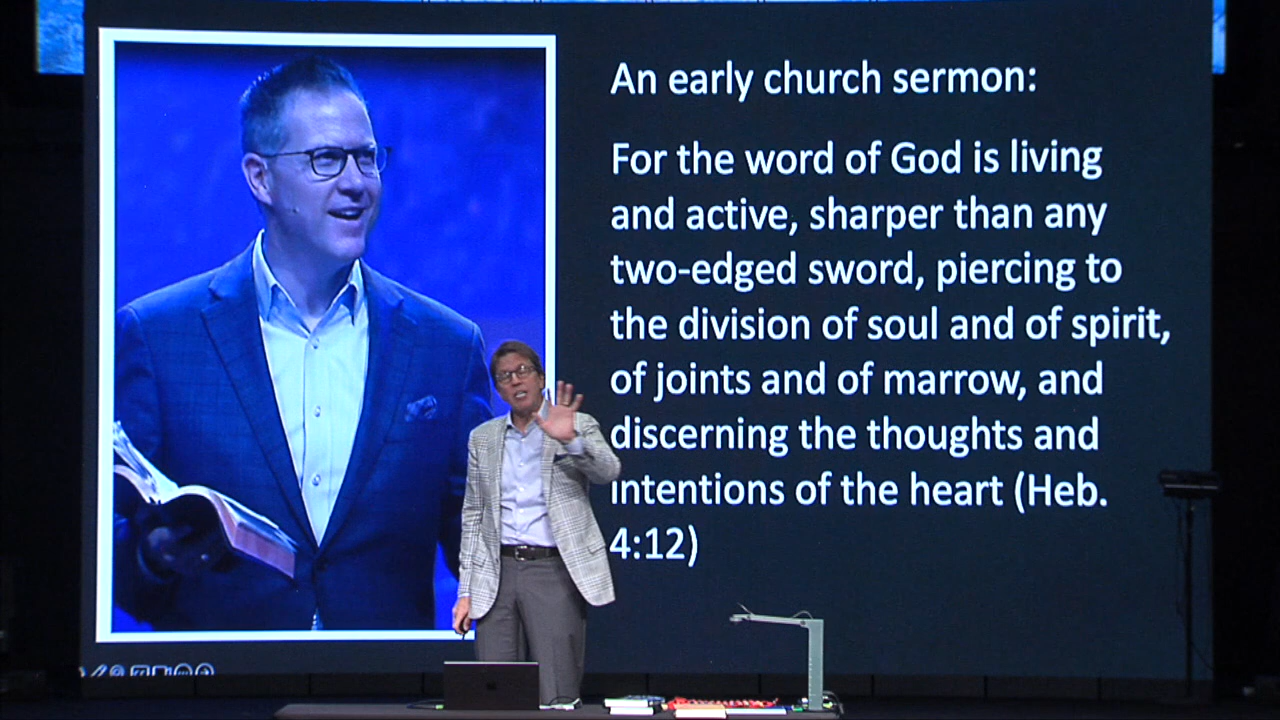 An early church sermon:
For the word of God is living
and active, sharper than any
two-edged sword, piercing to
the division of soul and of spirit,
of joints and of marrow, and
discerning the thoughts and
intentions of the heart (Heb.
4:12)